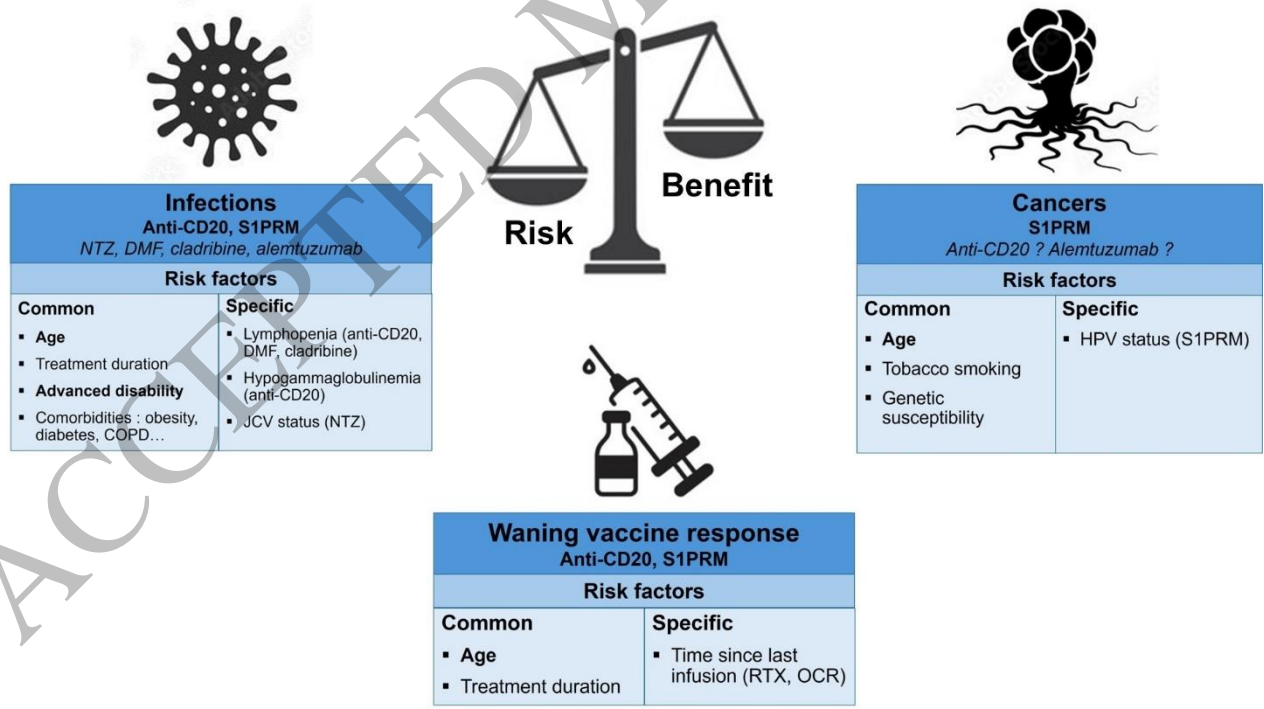 Risk
Benefit
Infections
Anti-CD20, S1PRM
NTZ, DMF, cladribine, alemtuzumab
Risk factors
Common
▪ Age
▪ Treatment duration
▪ Advanced disability
▪ Comorbidities : obesity,
diabetes, COPD…
Specific
▪ Lymphopenia (anti-CD20,
DMF, cladribine)
▪ Hypogammaglobulinemia
(anti-CD20)
▪ JCV status (NTZ)
Cancers
S1PRM
Anti-CD20 ? Alemtuzumab ?
Risk factors
Common
▪ Age
▪ Tobacco smoking
▪ Genetic
susceptibility
Specific
▪ HPV status (S1PRM)
Waning vaccine response
Anti-CD20, S1PRM
Risk factors
Common
▪ Age
▪ Treatment duration
Specific
▪ Time since last
infusion (RTX, OCR)
ACCEPTED M